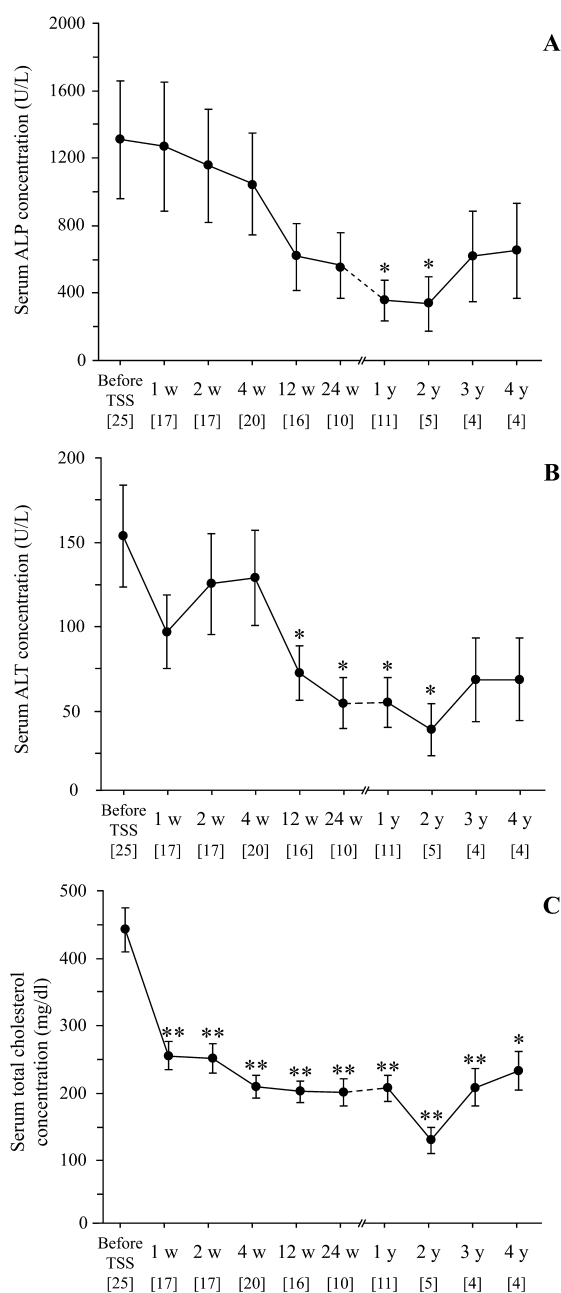 A
Serum ALP concentration (U/L)
2000
1600
1200
800
400
0
* *
Before TSS 1 w 2 w 4 w 12 w 24 w 1 y 2 y 3 y 4 y
[25] [17] [17] [20] [16] [10] [11] [5] [4] [4]
B
Serum ALT concentration (U/L)
200
150
100
50
0
* * * *
Before TSS 1 w 2 w 4 w 12 w 24 w 1 y 2 y 3 y 4 y
[25] [17] [17] [20] [16] [10] [11] [5] [4] [4]
C
Serum total cholesterol
concentration (mg/dl)
500
400
300
200
100
0
** ** ** ** ** ** ** ** *
Before TSS 1 w 2 w 4 w 12 w 24 w 1 y 2 y 3 y 4 y
[25] [17] [17] [20] [16] [10] [11] [5] [4] [4]